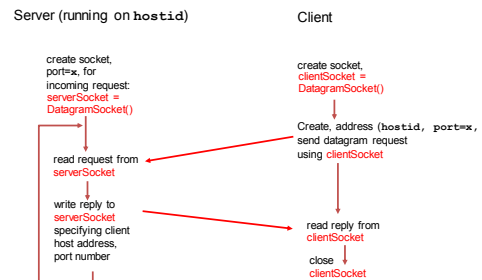 Server (running on hostid)
Client
create socket,
port=x, for
incoming request:
serverSocket =
DatagramSocket()
create socket,
clientSocket =
DatagramSocket()
Create, address (hostid, port=x,
send datagram request
using clientSocket
read request from
serverSocket
write reply to
serverSocket
specifying client
host address,
port number
read reply from
clientSocket
close
clientSocket